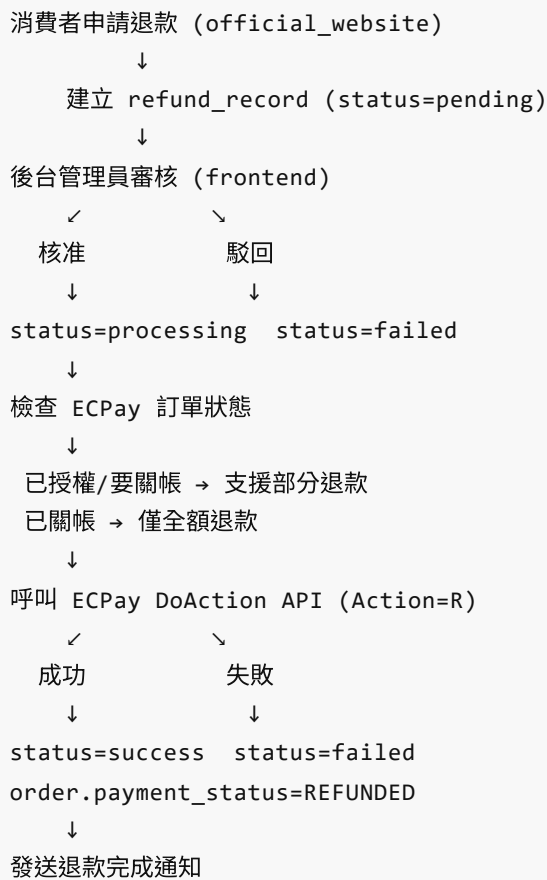 消費者申請退款 (official_website)
↓
建立 refund_record (status=pending)
↓
後台管理員審核 (frontend)
↙ ↘
核准 駁回
↓ ↓
status=processing status=failed
↓
檢查 ECPay 訂單狀態
↓
已授權/要關帳 → 支援部分退款
已關帳 → 僅全額退款
↓
呼叫 ECPay DoAction API (Action=R)
↙ ↘
成功 失敗
↓ ↓
status=success status=failed
order.payment_status=REFUNDED
↓
發送退款完成通知